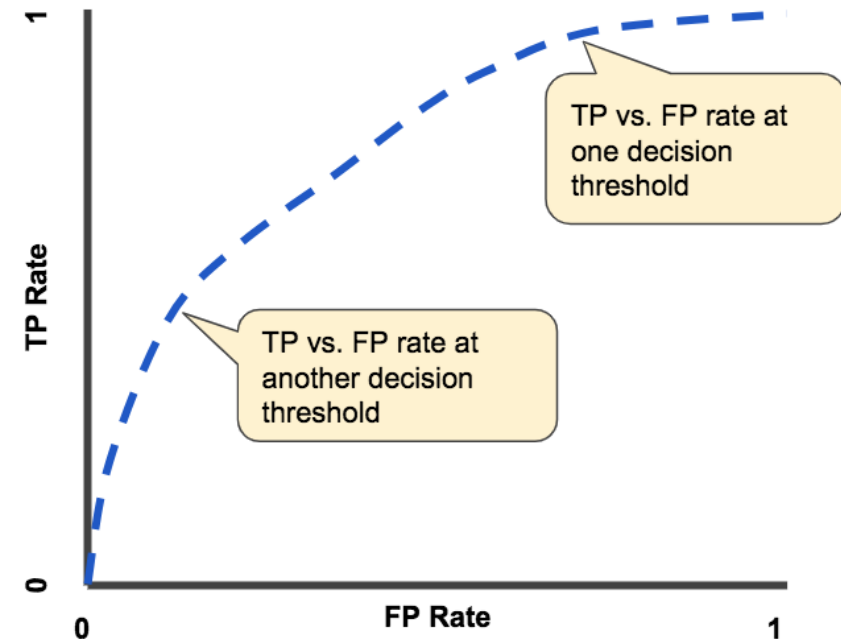 1
TP vs. FP rate at
one decision
threshold
TP Rate
TP vs. FP rate at
another decision
threshold
0
0
FP Rate
1